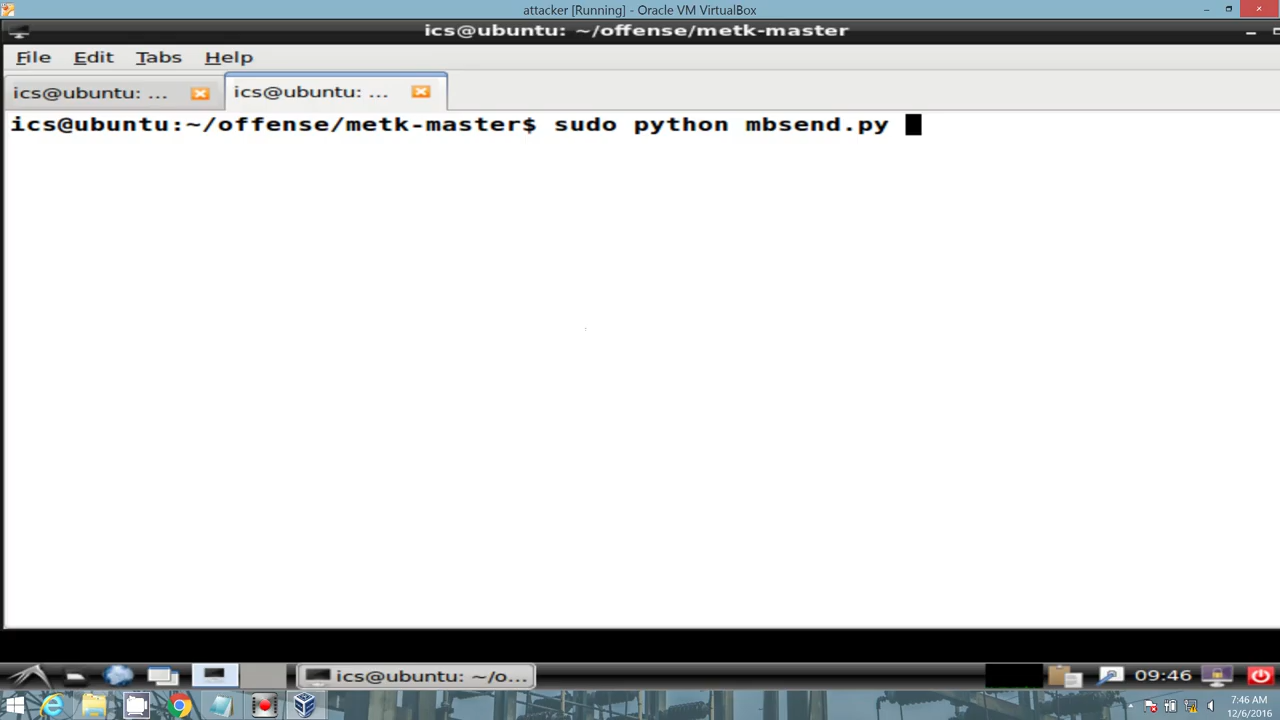 attacker [Running] - Oracle VM VirtualBox
ics@ubuntu: ~/offense/metk-master
File Edit Tabs Help
ics@ubuntu: ... ics@ubuntu: ...
ics@ubuntu:~/offense/metk-master$ sudo python mbsend.py
ics@ubuntu: ~/o... 09:46
7:46 AM
12/6/2016